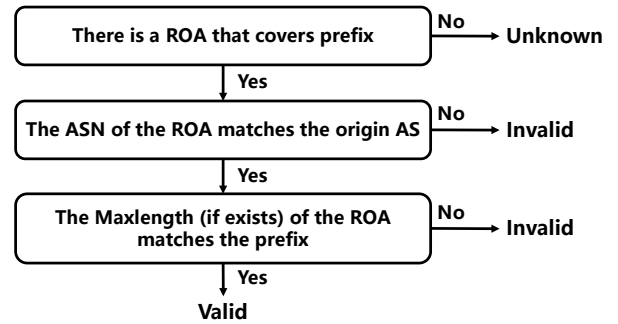 There is a ROA that covers prefix
No
Unknown
Yes
The ASN of the ROA matches the origin AS
No
Invalid
Yes
The Maxlength (if exists) of the ROA
matches the prefix
No
Invalid
Yes
Valid